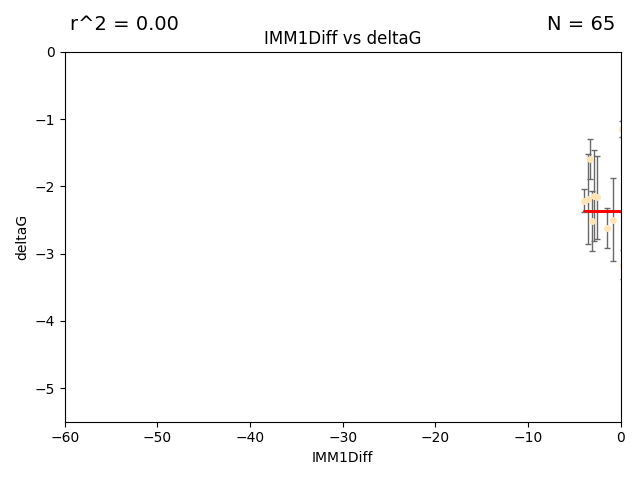 r^2 = 0.00
N = 65
IMM1Diff vs deltaG
0
−1
−2
−3
−4
−5
deltaG
−60
−50
−40
−30
−20
−10
0
IMM1Diff